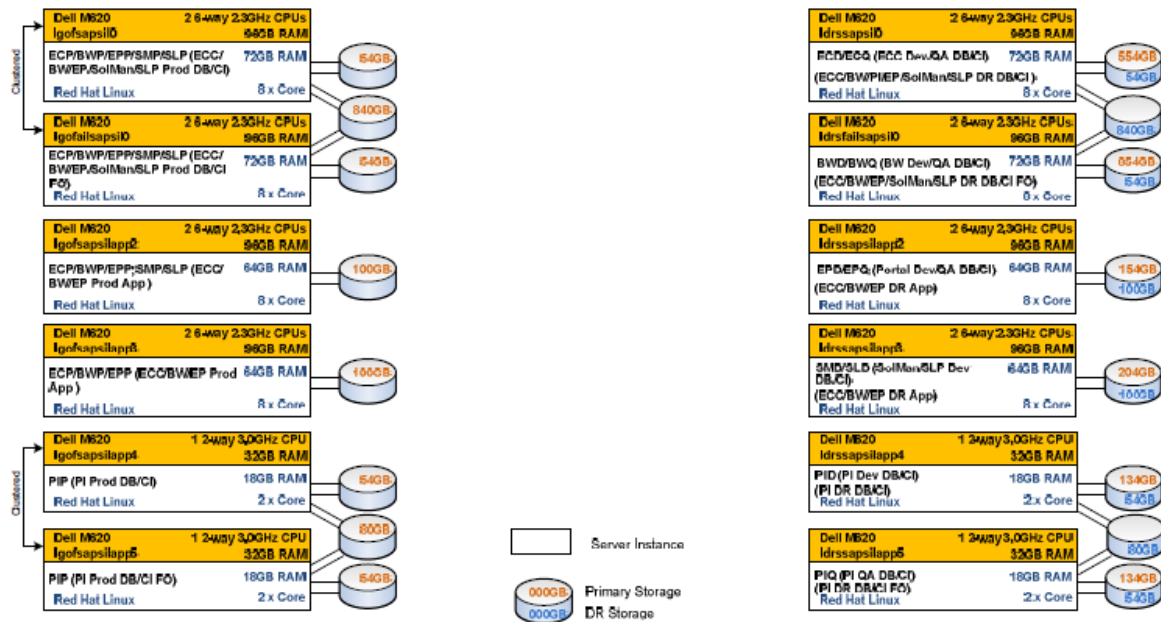 Dell M620 2 6-way 2.3GHz CPUs
lgofsapsil0 96GB RAM
ECP/BWP/EPP/SMP/SLP (ECC/ 72GB RAM
BW/EP/SolMan/SLP Prod DB/CI)
Red Hat Linux 8 x Core
54GB
Clustered
840GB
Dell M620 2 6-way 2.3GHz CPUs
lgofailsapsil0 96GB RAM
ECP/BWP/EPP/SMP/SLP (ECC/ 72GB RAM
BW/EP/SolMan/SLP Prod DB/CI
FO)
Red Hat Linux 8 x Core
54GB
Dell M620 2 6-way 2.3GHz CPUs
lgofsapsilapp2 96GB RAM
ECP/BWP/EPP;SMP/SLP (ECC/ 64GB RAM
BW/EP Prod App )
Red Hat Linux 8 x Core
100GB
Dell M620 2 6-way 2.3GHz CPUs
lgofsapsilapp3 96GB RAM
ECP/BWP/EPP (ECC/BW/EP Prod 64GB RAM
App )
Red Hat Linux 8 x Core
100GB
Dell M620 1 2-way 3.0GHz CPU
lgofsapsilapp4 32GB RAM
PIP (PI Prod DB/CI) 18GB RAM
Red Hat Linux 2 x Core
54GB
Clustered
80GB
Dell M620 1 2-way 3.0GHz CPU
lgofsapsilapp5 32GB RAM
PIP (PI Prod DB/CI FO) 18GB RAM
Red Hat Linux 2 x Core
54GB
Server Instance
000GB Primary Storage
000GB DR Storage
Dell M620 2 6-way 2.3GHz CPUs
ldrssapsil0 96GB RAM
ECD/ECQ (ECC Dev/QA DB/CI) 72GB RAM
(ECC/BW/PI/EP/SolMan/SLP DR DB/CI )
Red Hat Linux 8 x Core
554GB
54GB
840GB
Dell M620 2 6-way 2.3GHz CPUs
ldrsfailsapsil0 96GB RAM
BWD/BWQ (BW Dev/QA DB/CI) 72GB RAM
(ECC/BW/EP/SolMan/SLP DR DB/CI FO)
Red Hat Linux 8 x Core
654GB
54GB
Dell M620 2 6-way 2.3GHz CPUs
ldrssapsilapp2 96GB RAM
EPD/EPQ (Portal Dev/QA DB/CI) 64GB RAM
(ECC/BW/EP DR App)
Red Hat Linux 8 x Core
154GB
100GB
Dell M620 2 6-way 2.3GHz CPUs
ldrssapsilapp3 96GB RAM
SMD/SLD (SolMan/SLP Dev 64GB RAM
DB/CI)
(ECC/BW/EP DR App)
Red Hat Linux 8 x Core
204GB
100GB
Dell M620 1 2-way 3.0GHz CPU
ldrssapsilapp4 32GB RAM
PID (PI Dev DB/CI) 18GB RAM
(PI DR DB/CI)
Red Hat Linux 2 x Core
134GB
54GB
80GB
Dell M620 1 2-way 3.0GHz CPU
ldrssapsilapp5 32GB RAM
PIQ (PI QA DB/CI) 18GB RAM
(PI DR DB/CI FO)
Red Hat Linux 2 x Core
134GB
54GB